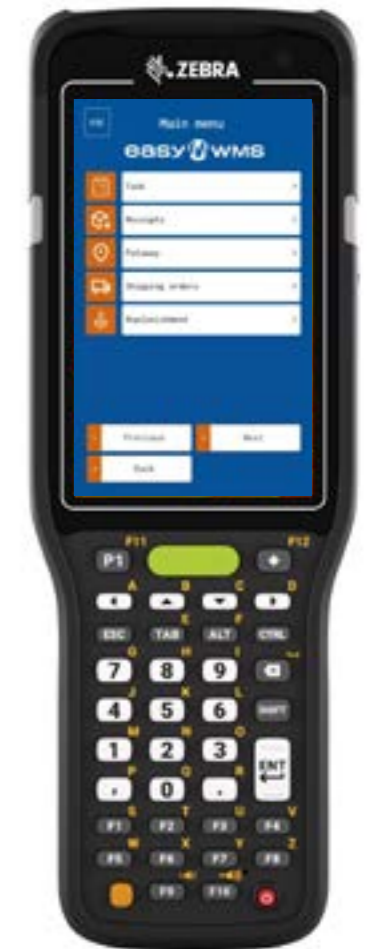 ZEBRA
Main menu
easy WMS
Task
Receipts
Putaway
Shipping orders
Replenishment
Previous
Next
Back
F11
F12
P1
A
B
C
D
E
F
ESC
TAB
ALT
CTRL
G
H
I
7
8
9
J
K
L
4
5
6
SHIFT
M
N
O
1
2
3
ENT
P
Q
R
,
0
.
S
T
U
V
F1
F2
F3
F4
W
X
Y
Z
F5
F6
F7
F8
F9
F10